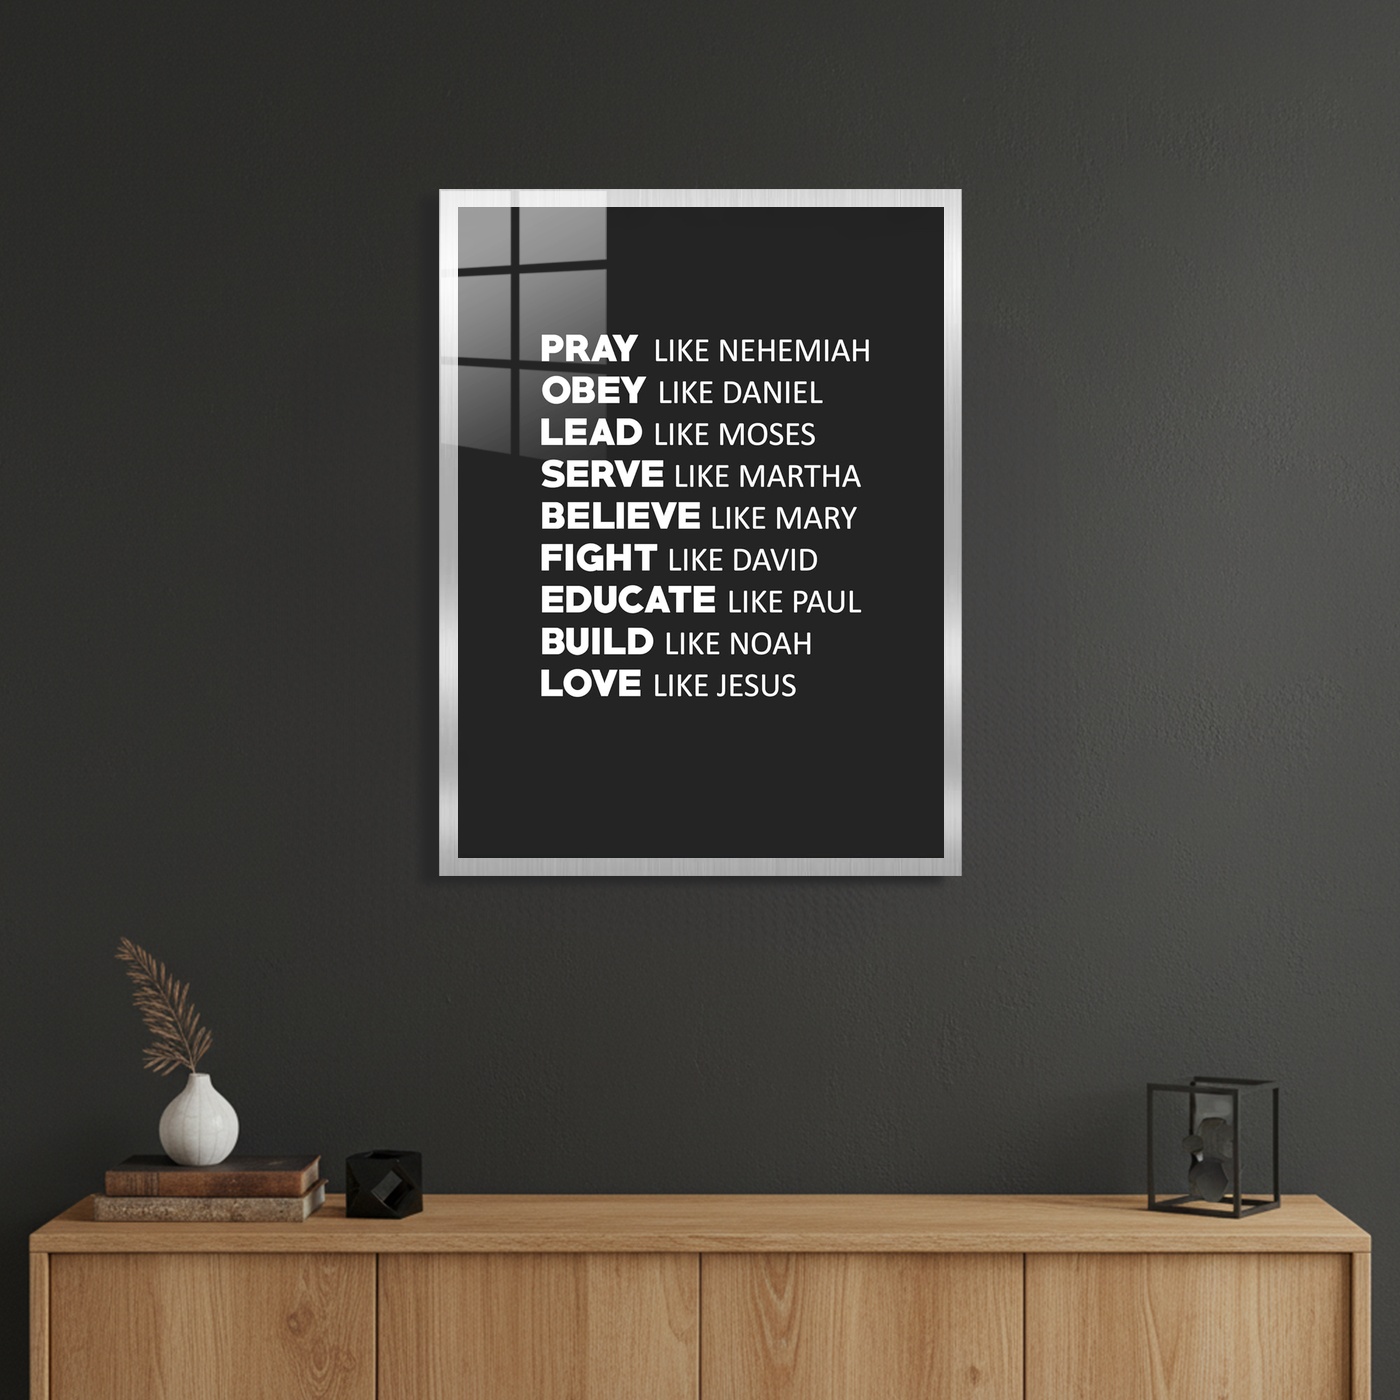 PRAY LIKE NEHEMIAH
OBEY LIKE DANIEL
LEAD LIKE MOSES
SERVE LIKE MARTHA
BELIEVE LIKE MARY
FIGHT LIKE DAVID
EDUCATE LIKE PAUL
BUILD LIKE NOAH
LOVE LIKE JESUS